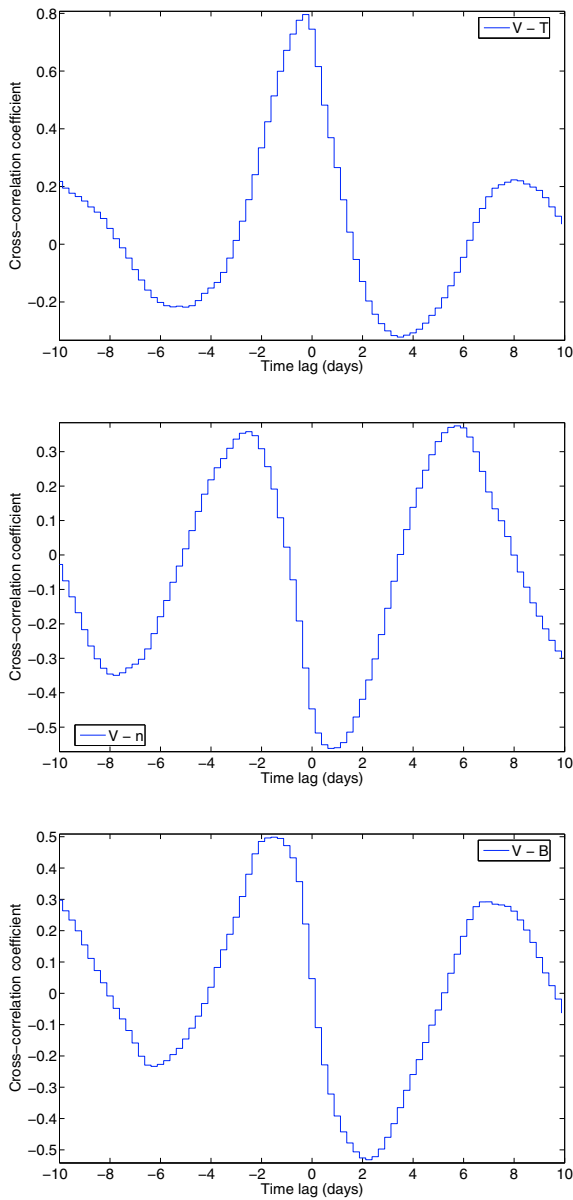 0.8
0.6
0.4
0.2
0
−0.2
Cross−correlation coefficient
V − T
−10 −8 −6 −4 −2 0 2 4 6 8 10
Time lag (days)
0.3
0.2
0.1
0
−0.1
−0.2
−0.3
−0.4
−0.5
Cross−correlation coefficient
V − n
−10 −8 −6 −4 −2 0 2 4 6 8 10
Time lag (days)
0.5
0.4
0.3
0.2
0.1
0
−0.1
−0.2
−0.3
−0.4
−0.5
Cross−correlation coefficient
V − B
−10 −8 −6 −4 −2 0 2 4 6 8 10
Time lag (days)